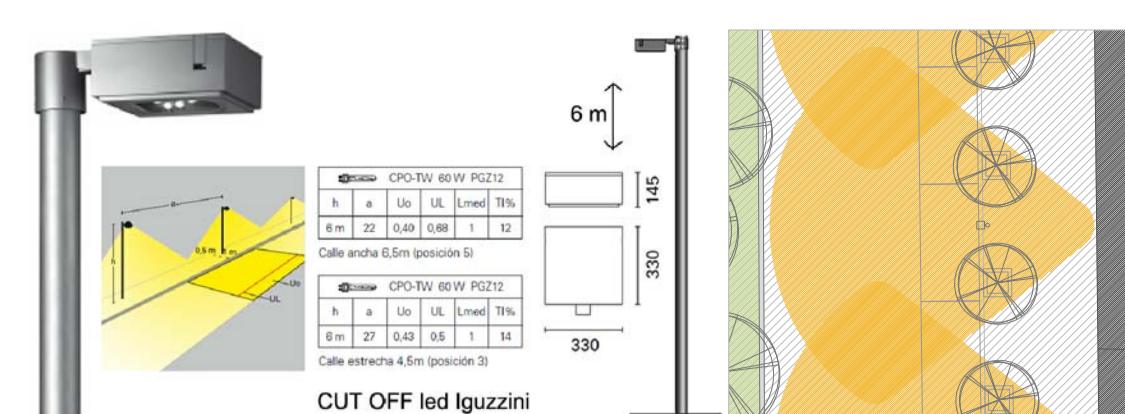 6 m
CPO-TW 60 W PGZ12
h a Uo UL Lmed TI%
6 m 22 0,40 0,68 1 12
Calle ancha 6,5m (posición 5)
CPO-TW 60 W PGZ12
h a Uo UL Lmed TI%
6 m 27 0,43 0,5 1 14
Calle estrecha 4,5m (posición 3)
a
h
0,5 m
Uo
UL
145
330
330
CUT OFF led Iguzzini